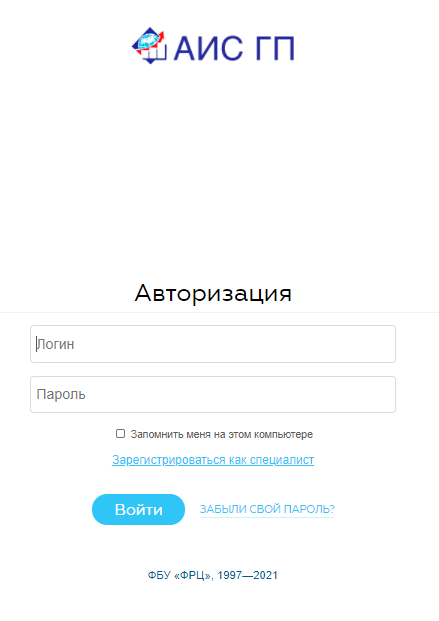 АИС ГП
Авторизация
Логин
Пароль
Запомнить меня на этом компьютере
Зарегистрироваться как специалист
Войти ЗАБЫЛИ СВОЙ ПАРОЛЬ?
ФБУ «ФРЦ», 1997—2021